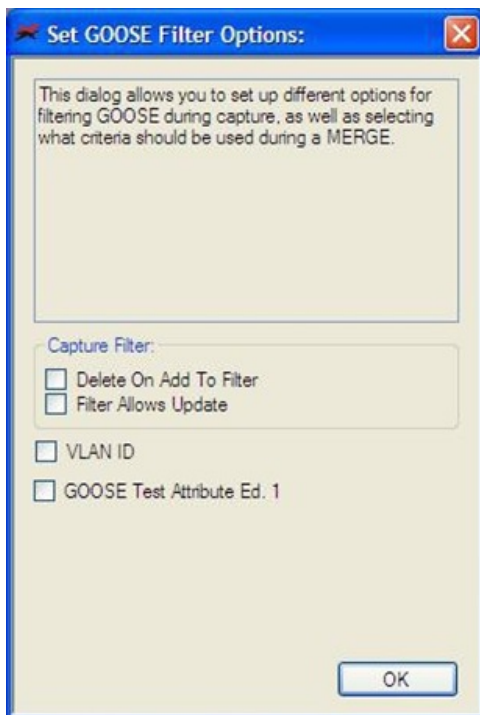 Set GOOSE Filter Options:
This dialog allows you to set up different options for
filtering GOOSE during capture, as well as selecting
what criteria should be used during a MERGE.
Capture Filter:
Delete On Add To Filter
Filter Allows Update
VLAN ID
GOOSE Test Attribute Ed. 1
OK